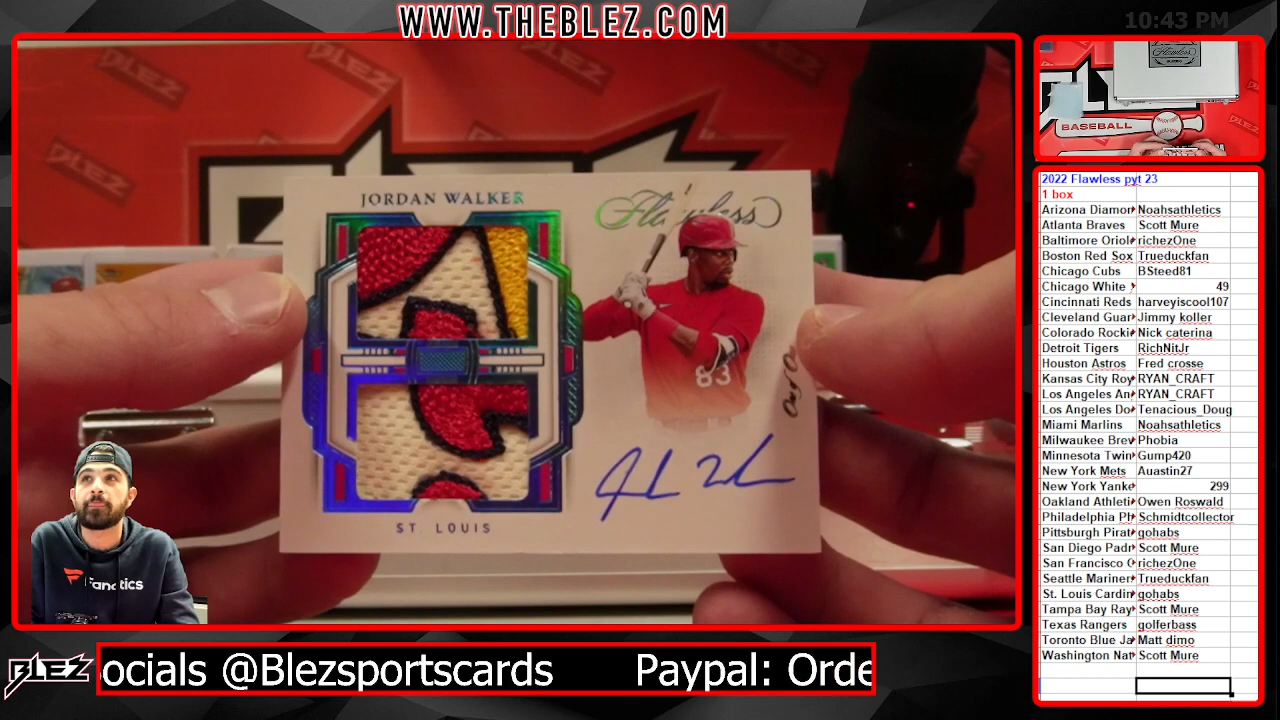 WWW.THEBLEZ.COM
10:43 PM
BLEZ
BLEZ
BLEZ
JORDAN WALKER
Flawless
83
ST. LOUIS
Fanatics
BASEBALL
Flawless
2022 Flawless pyt 23
1 box
Arizona Diamon Noahsathletics
Atlanta Braves Scott Mure
Baltimore Oriol richezOne
Boston Red Sox Trueduckfan
Chicago Cubs BSteed81
Chicago White 49
Cincinnati Reds harveyiscool107
Cleveland Guar Jimmy koller
Colorado Rocki Nick caterina
Detroit Tigers RichNitJr
Houston Astros Fred crosse
Kansas City Roy RYAN_CRAFT
Los Angeles An RYAN_CRAFT
Los Angeles Do Tenacious_Doug
Miami Marlins Noahsathletics
Milwaukee Brev Phobia
Minnesota Twin Gump420
New York Mets Auastin27
New York Yanke 299
Oakland Athleti Owen Roswald
Philadelphia Ph Schmidtcollector
Pittsburgh Pirat gohabs
San Diego Padr Scott Mure
San Francisco richezOne
Seattle Mariner Trueduckfan
St. Louis Cardin gohabs
Tampa Bay Ray Scott Mure
Texas Rangers golferbass
Toronto Blue Ja Matt dimo
Washington Nat Scott Mure
BLEZ ocials @Blezsportscards Paypal: Orde